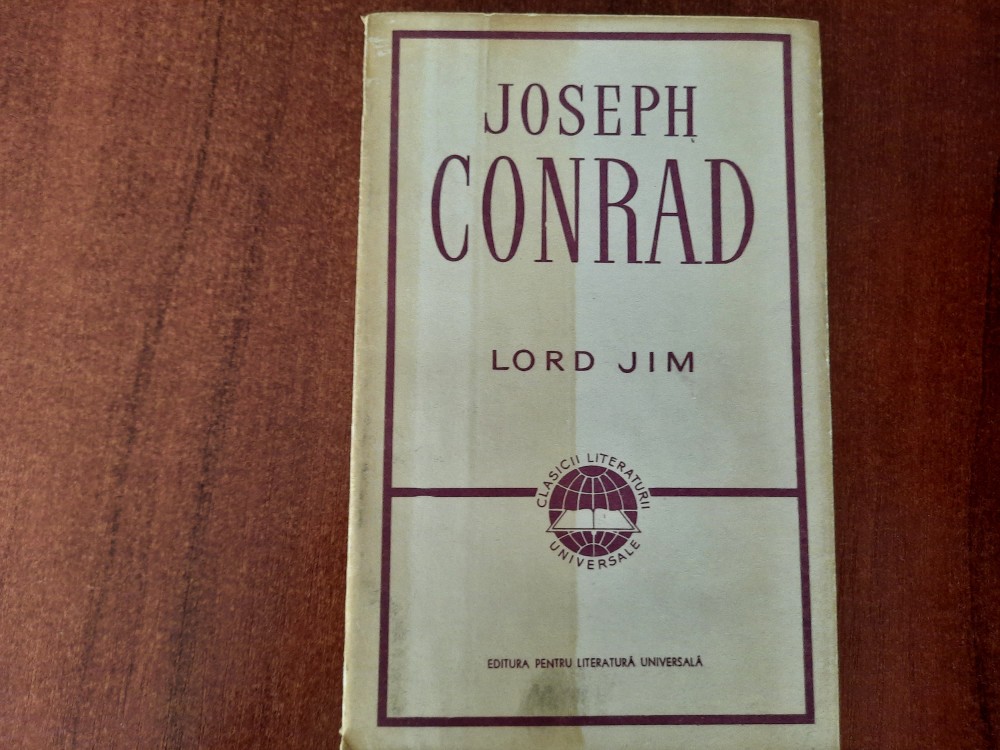 JOSEPH
CONRAD
LORD JIM
CLASICII LITERATURII
UNIVERSALE
EDITURA PENTRU LITERATURĂ UNIVERSALĂ